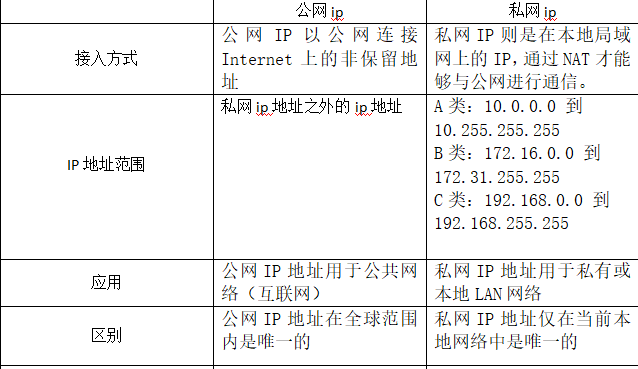 公网 ip
私网 ip
接入方式
公网 IP 以公网连接
Internet 上的非保留地
址
私网 IP 则是在本地局域
网上的 IP，通过 NAT 才能
够与公网进行通信。
IP 地址范围
私网 ip 地址之外的 ip 地址
A 类: 10.0.0.0 到
10.255.255.255
B 类: 172.16.0.0 到
172.31.255.255
C 类: 192.168.0.0 到
192.168.255.255
应用
公网 IP 地址用于公共网
络（互联网）
私网 IP 地址用于私有或
本地 LAN 网络
区别
公网 IP 地址在全球范围
内是唯一的
私网 IP 地址仅在当前本
地网络中是唯一的